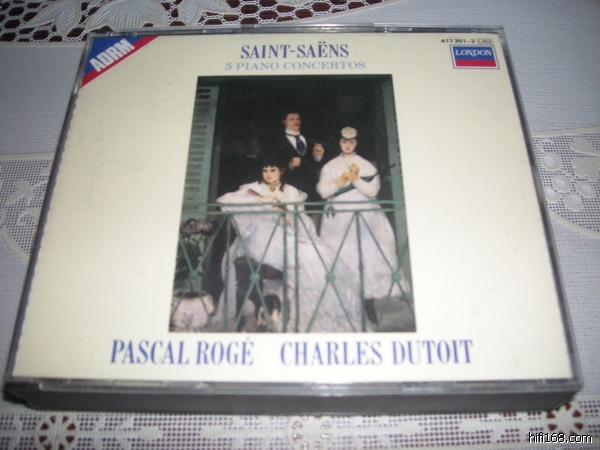 ADRM
SAINT-SAËNS
5 PIANO CONCERTOS
LONDON
PASCAL ROGÉ CHARLES DUTOIT
hifi168.com